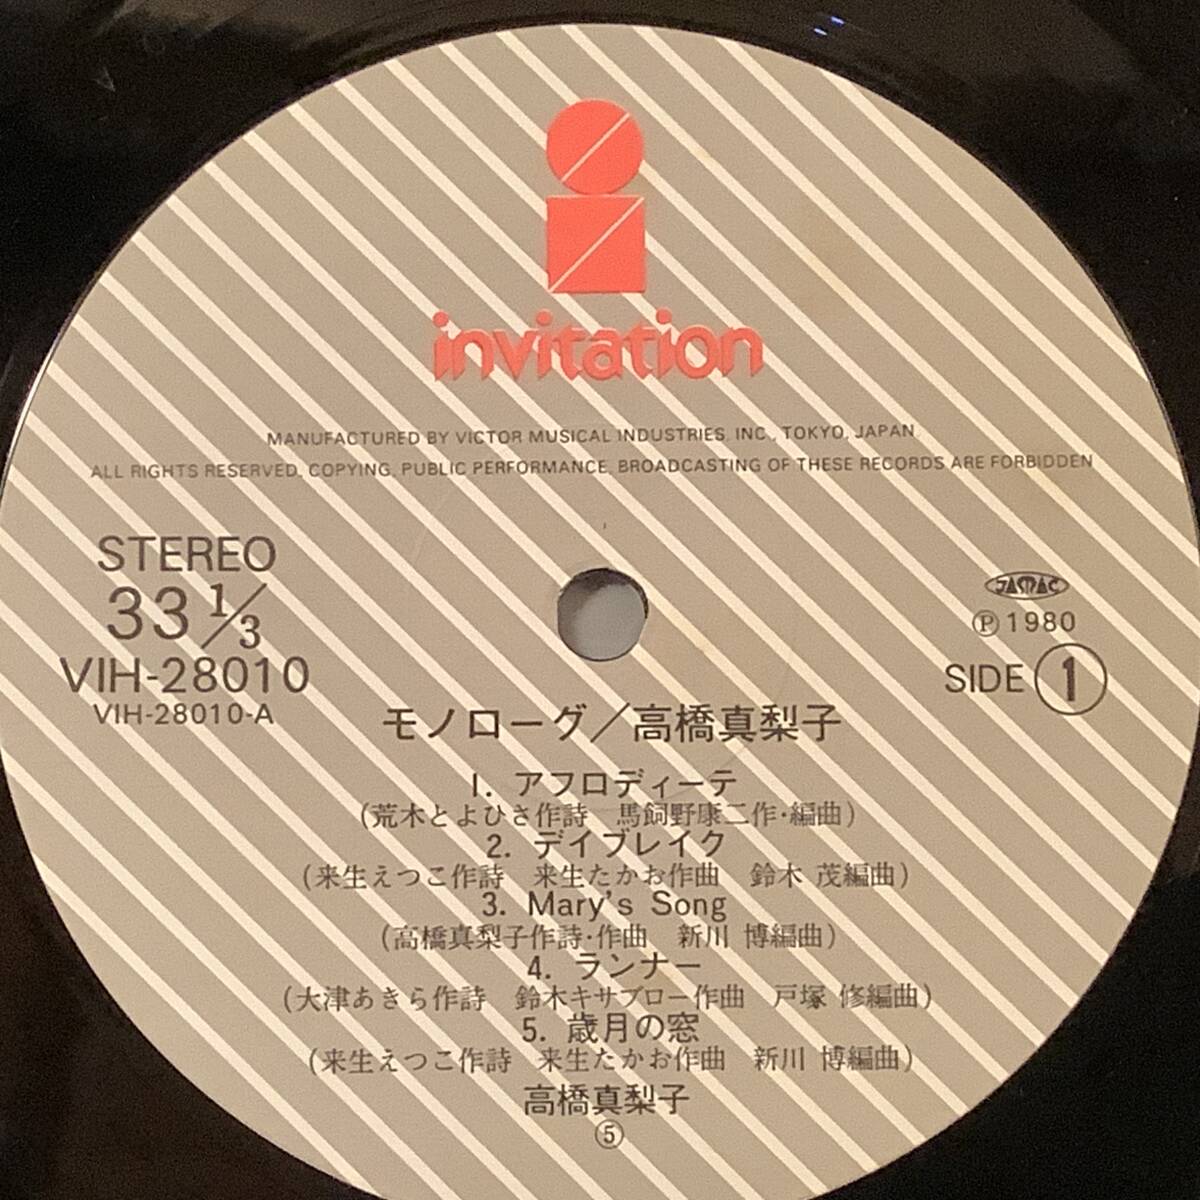 invitation
MANUFACTURED BY VICTOR MUSICAL INDUSTRIES, INC., TOKYO, JAPAN.
ALL RIGHTS RESERVED, COPYING, PUBLIC PERFORMANCE, BROADCASTING OF THESE RECORDS ARE FORBIDDEN
STEREO
33 1/3
VIH-28010
VIH-28010-A
JASRAC
Ⓟ1980
SIDE 1
モノローグ/高橋真梨子
1. アフロディーテ
(荒木とよひさ作詩 馬飼野康二作・編曲)
2. デイブレイク
(来生えつこ作詩 来生たかお作曲 鈴木 茂編曲)
3. Mary's Song
(高橋真梨子作詩・作曲 新川 博編曲)
4. ランナー
(大津あきら作詩 鈴木キサブロー作曲 戸塚 修編曲)
5. 歳月の窓
(来生えつこ作詩 来生たかお作曲 新川 博編曲)
高橋真梨子
⑤